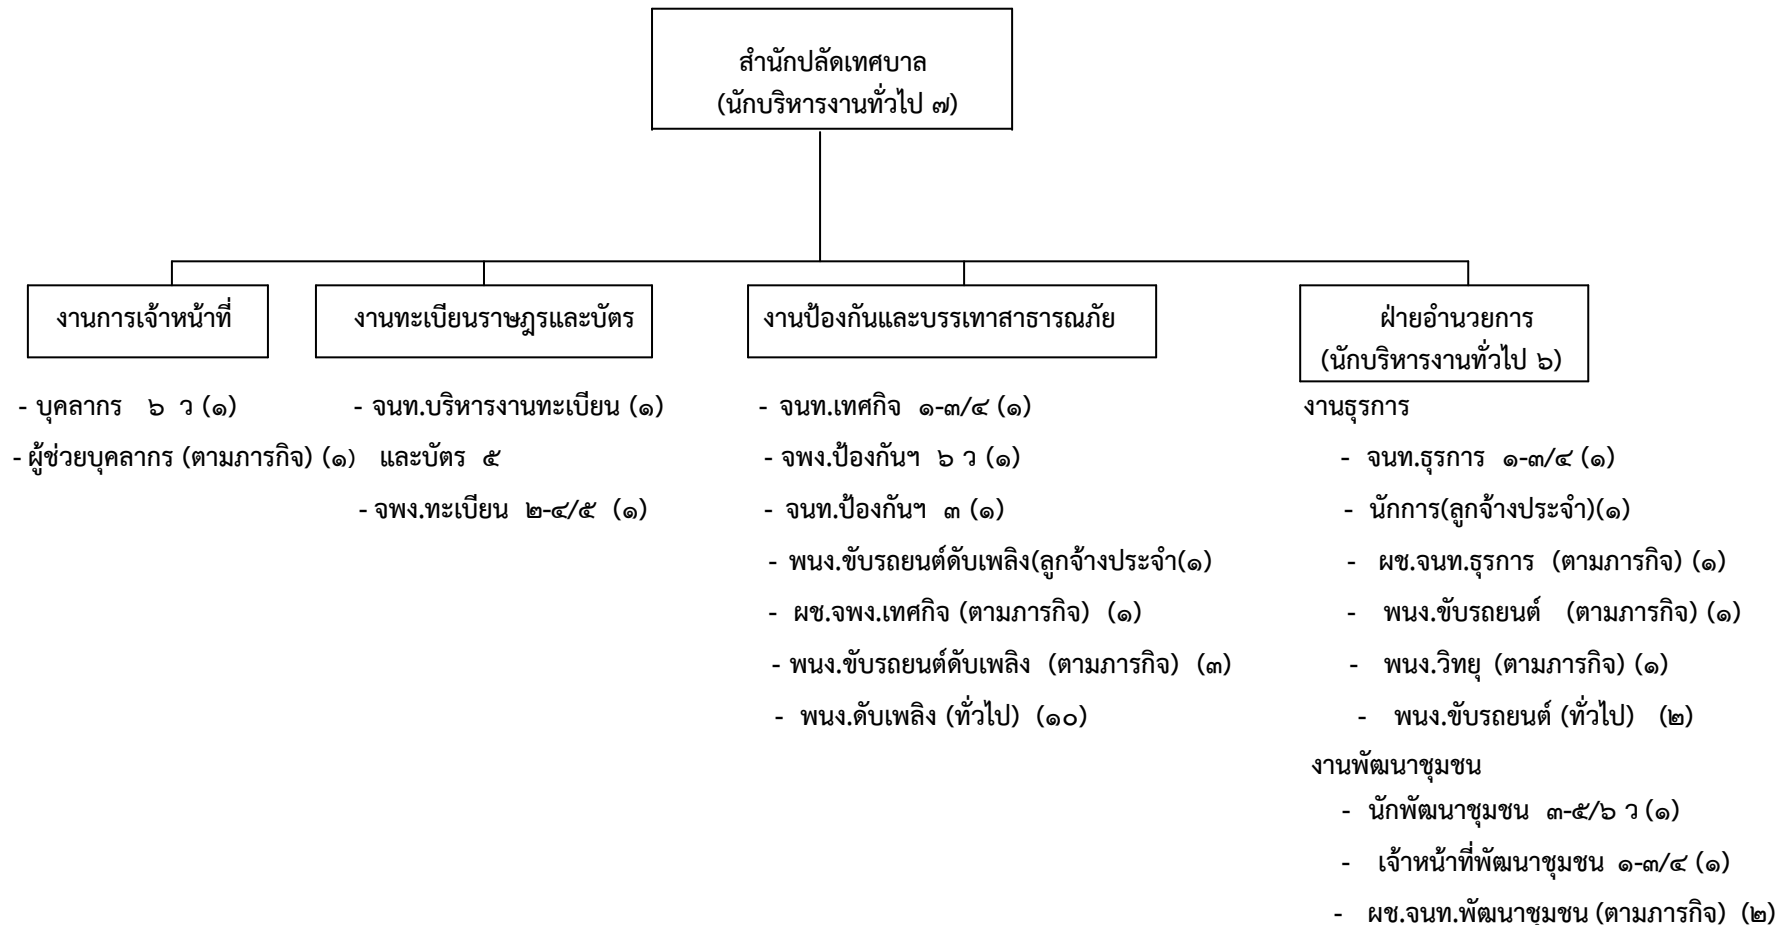 สำนักปลัดเทศบาล
(นักบริหารงานทั่วไป ๗)
งานการเจ้าหน้าที่
- บุคลากร ๖ ว (๑)
- ผู้ช่วยบุคลากร (ตามภารกิจ) (๑)
งานทะเบียนราษฎรและบัตร
- จนท.บริหารงานทะเบียน (๑)
และบัตร ๕
- จพง.ทะเบียน ๒-๔/๕ (๑)
งานป้องกันและบรรเทาสาธารณภัย
- จนท.เทศกิจ ๑-๓/๔ (๑)
- จพง.ป้องกันฯ ๖ ว (๑)
- จนท.ป้องกันฯ ๓ (๑)
- พนง.ขับรถยนต์ดับเพลิง(ลูกจ้างประจำ(๑)
- ผช.จพง.เทศกิจ (ตามภารกิจ) (๑)
- พนง.ขับรถยนต์ดับเพลิง (ตามภารกิจ) (๓)
- พนง.ดับเพลิง (ทั่วไป) (๑๐)
ฝ่ายอำนวยการ
(นักบริหารงานทั่วไป ๖)
งานธุรการ
- จนท.ธุรการ ๑-๓/๔ (๑)
- นักการ(ลูกจ้างประจำ)(๑)
- ผช.จนท.ธุรการ (ตามภารกิจ) (๑)
- พนง.ขับรถยนต์ (ตามภารกิจ) (๑)
- พนง.วิทยุ (ตามภารกิจ) (๑)
- พนง.ขับรถยนต์ (ทั่วไป) (๒)
งานพัฒนาชุมชน
- นักพัฒนาชุมชน ๓-๕/๖ ว (๑)
- เจ้าหน้าที่พัฒนาชุมชน ๑-๓/๔ (๑)
- ผช.จนท.พัฒนาชุมชน (ตามภารกิจ) (๒)